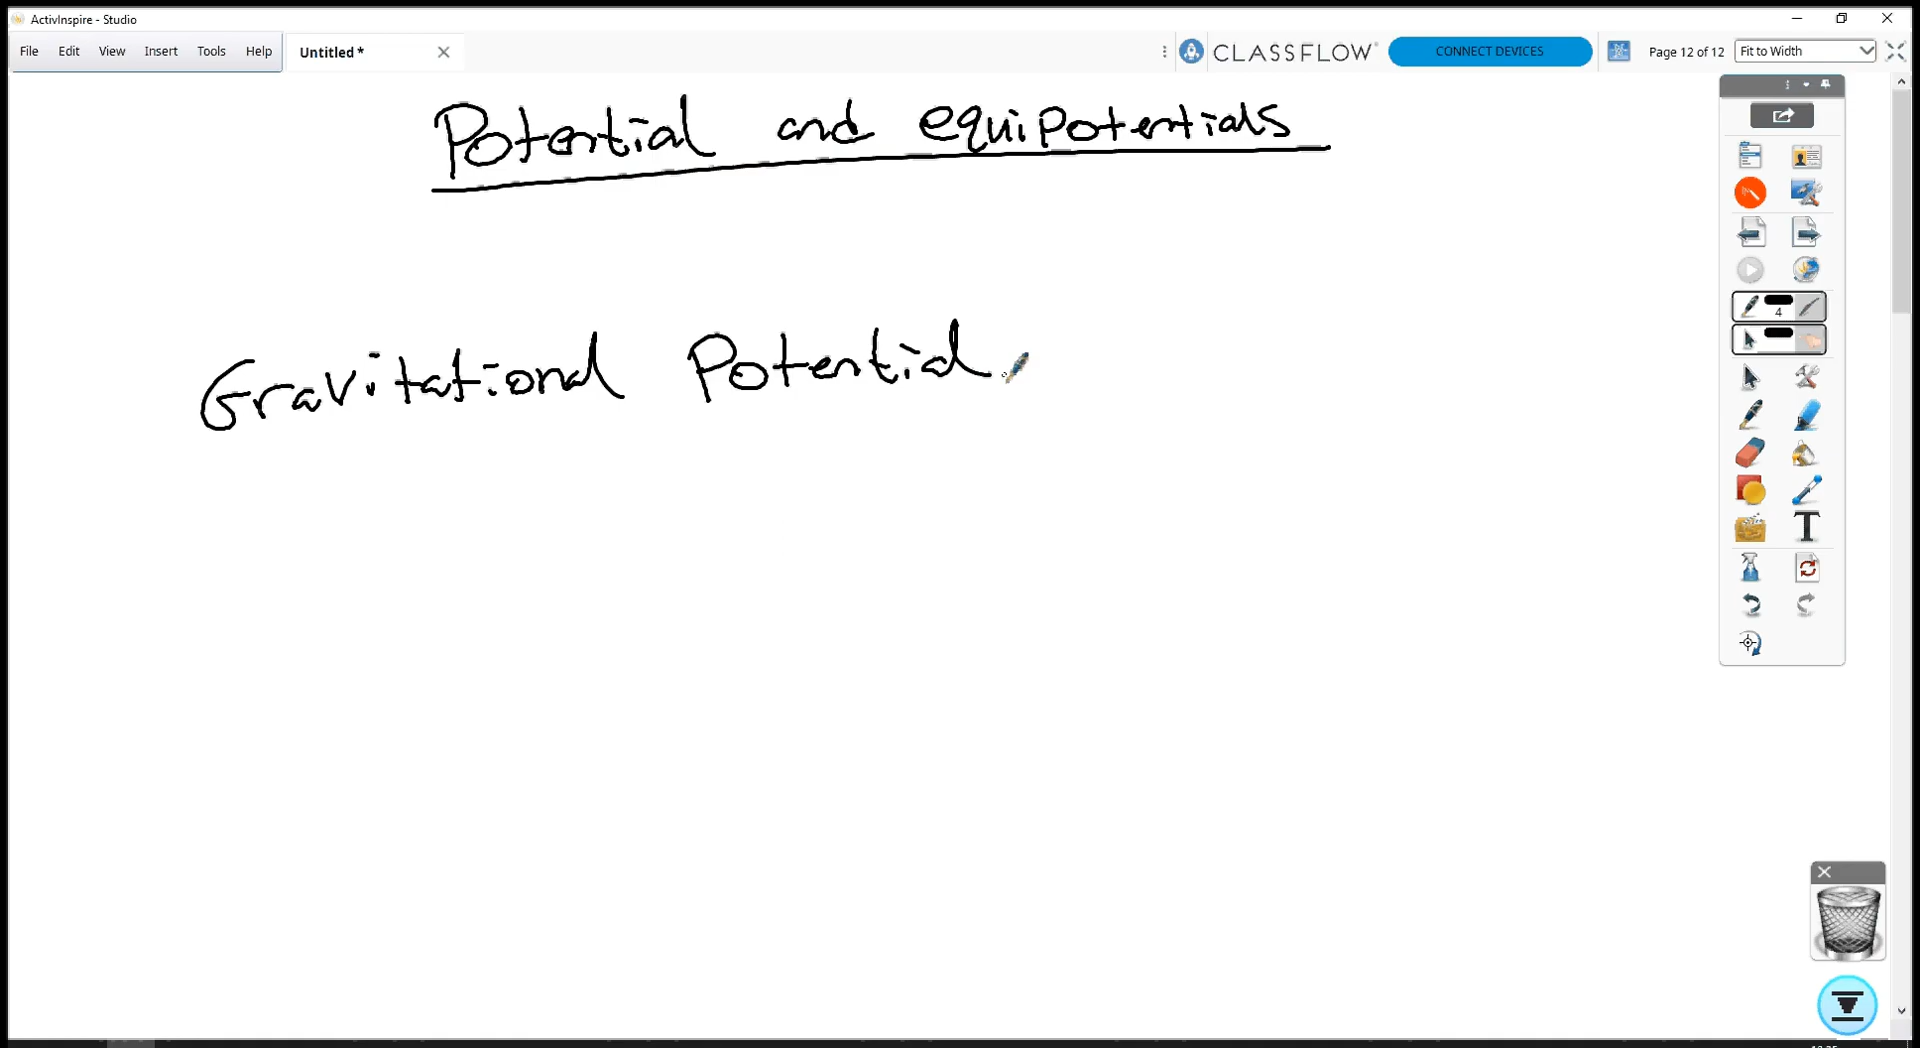 ActivInspire - Studio
File Edit View Insert Tools Help Untitled * CLASSFLOW CONNECT DEVICES Page 12 of 12 Fit to Width
Potential and equipotentials
Gravitational Potential
4
T